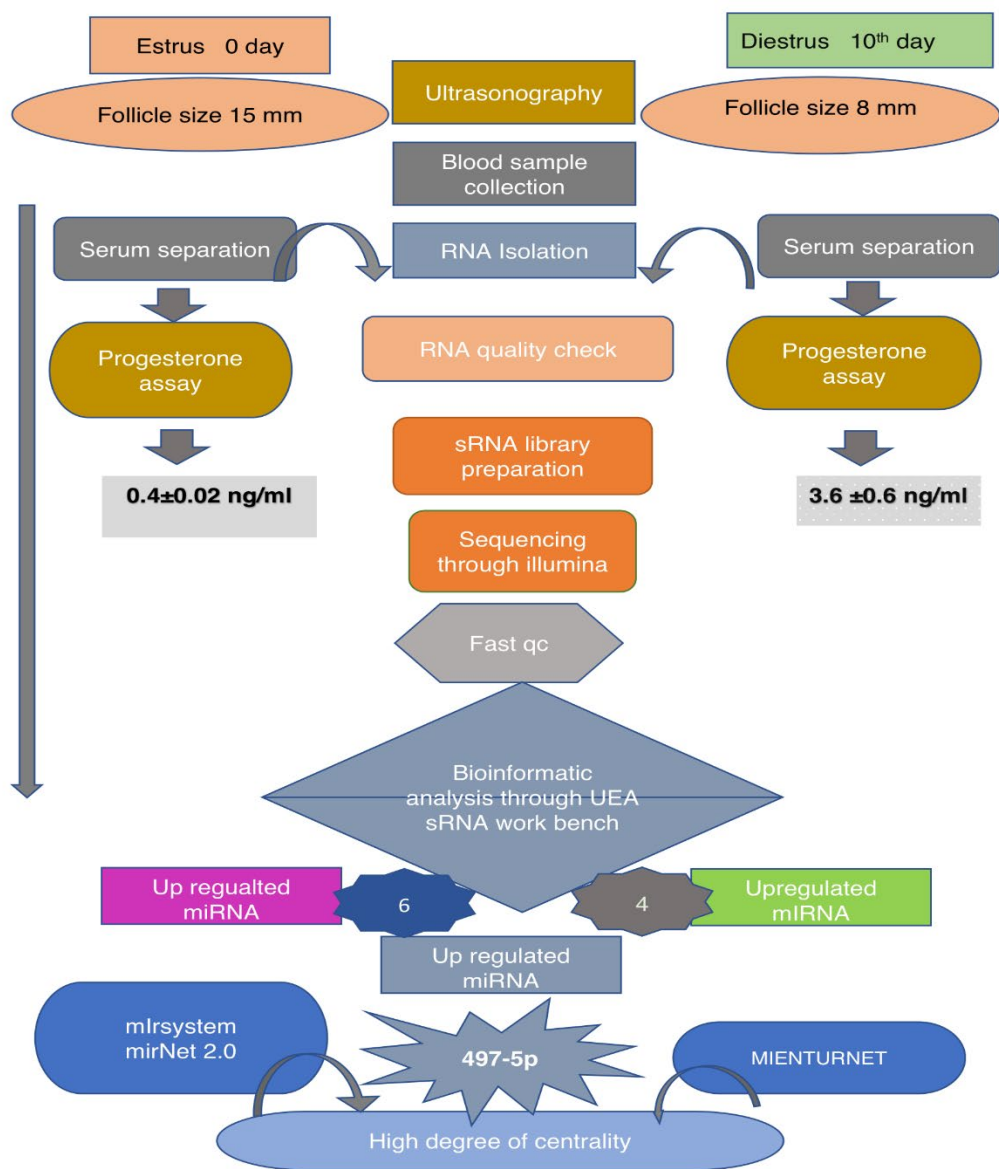 Estrus   0 day
Diestrus   10th day
Ultrasonography
Follicle size 15 mm
Follicle size 8 mm
Blood sample
collection
Serum separation
RNA Isolation
Serum separation
Progesterone
assay
RNA quality check
Progesterone
assay
sRNA library
preparation
0.4±0.02 ng/ml
3.6 ±0.6 ng/ml
Sequencing
through illumina
Fast qc
Bioinformatic
analysis through UEA
sRNA work bench
Up regualted
miRNA
6
4
Upregulated
mIRNA
Up regulated
miRNA
mIrsystem
mirNet 2.0
497-5p
MIENTURNET
High degree of centrality